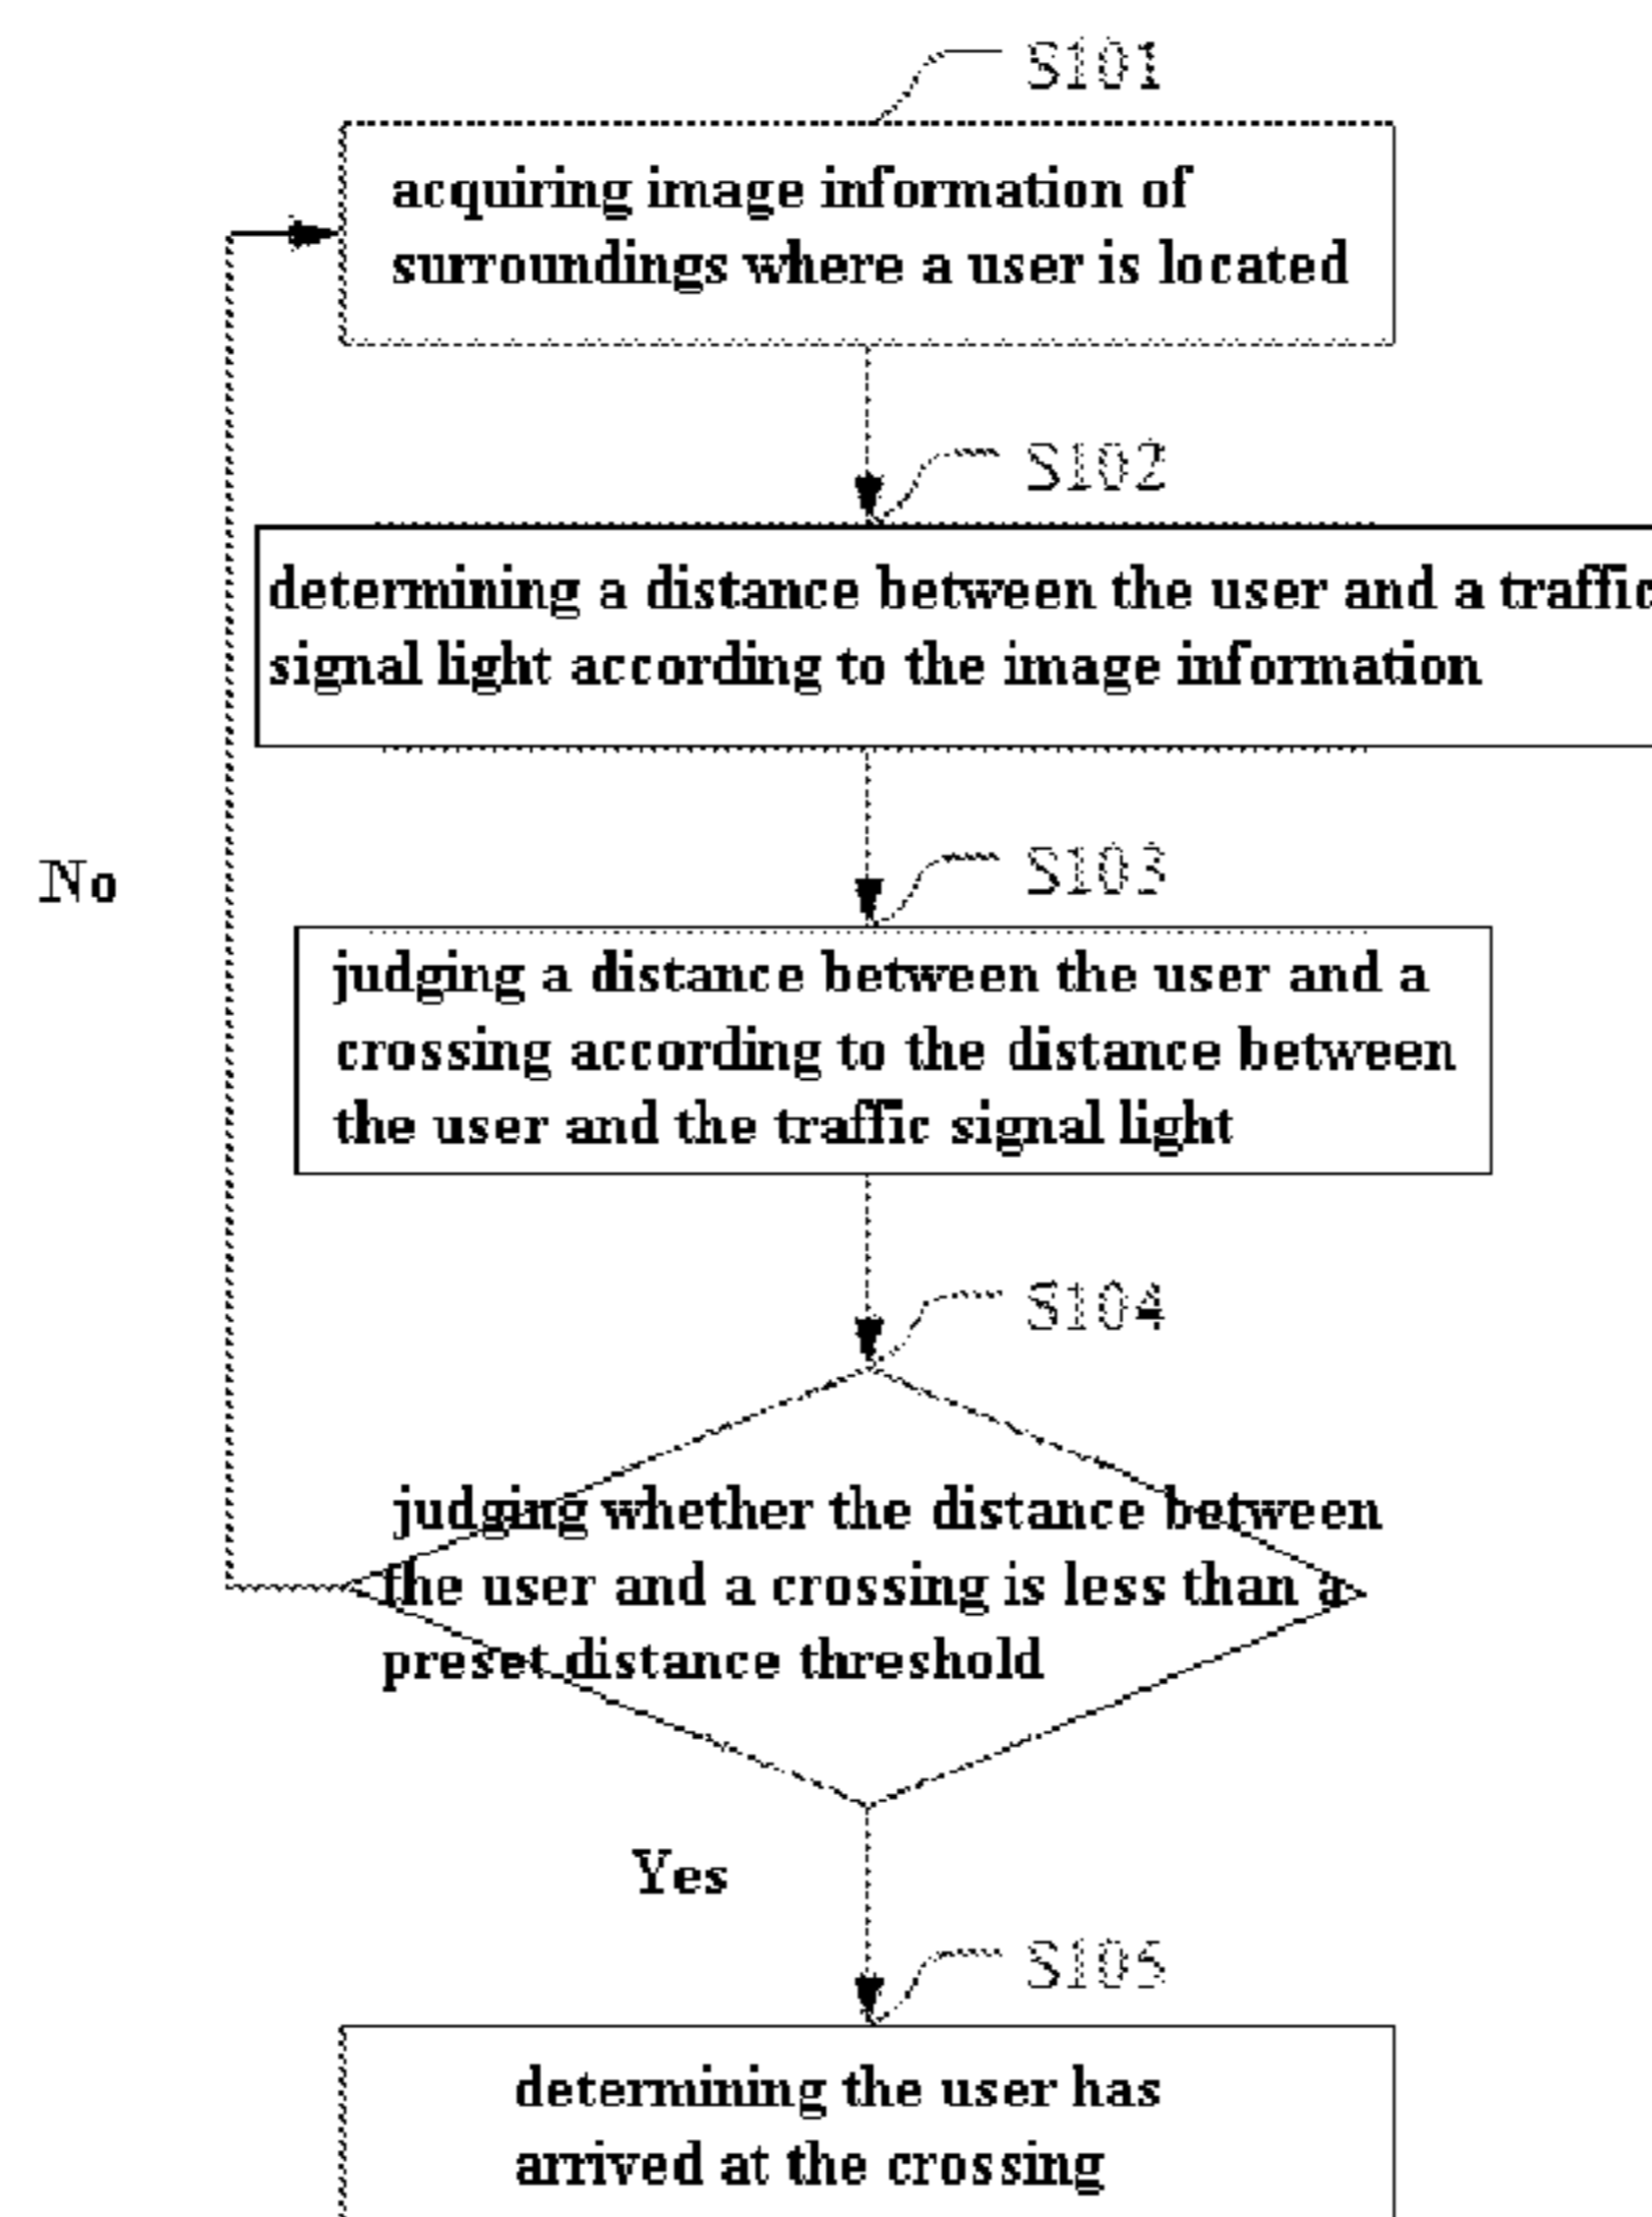 S101
acquiring image information of
surroundings where a user is located
S102
determining a distance between the user and a traffic
signal light according to the image information
No
S103
judging a distance between the user and a
crossing according to the distance between
the user and the traffic signal light
S104
judging whether the distance between
the user and a crossing is less than a
preset distance threshold
Yes
S105
determining the user has
arrived at the crossing